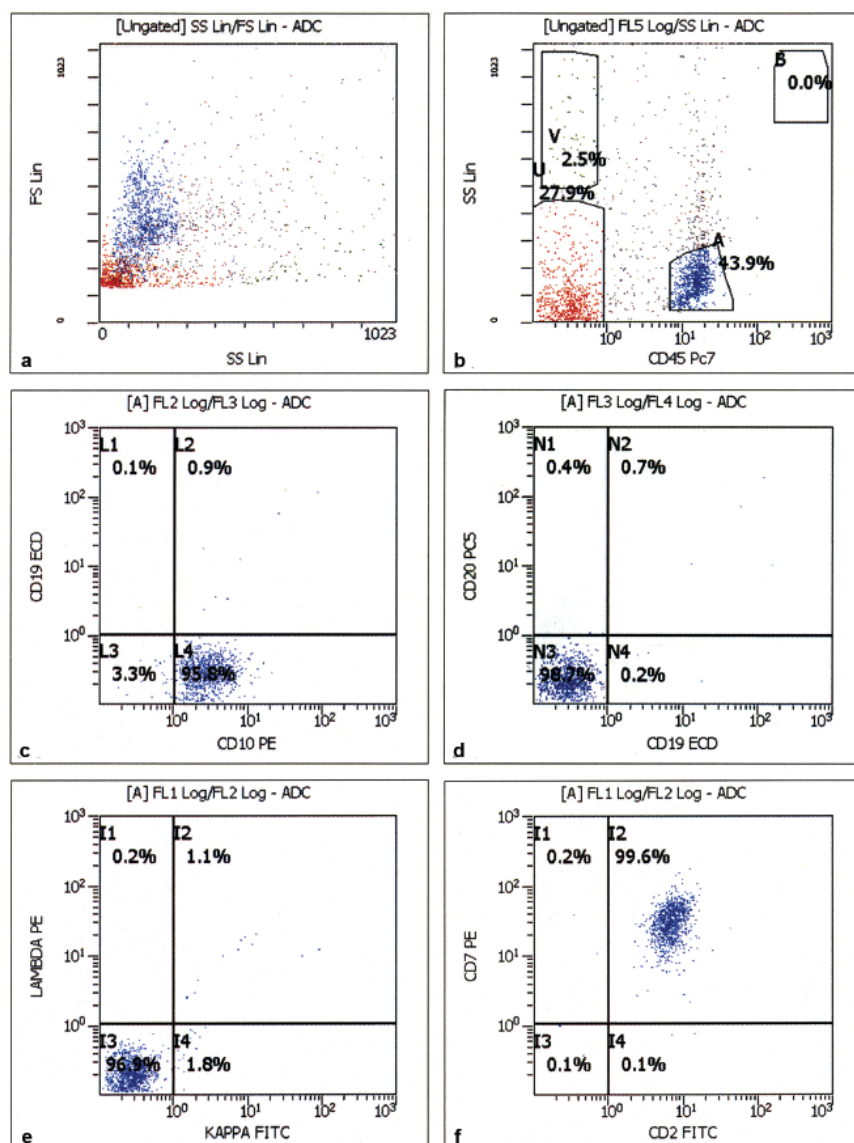 [Ungated] SS Lin/FS Lin - ADC
1023
FS Lin
0
0
1023
SS Lin
a
[Ungated] FL5 Log/SS Lin - ADC
1023
SS Lin
0
B
0.0%
V
2.5%
U
27.9%
A
43.9%
10⁰ 10¹ 10² 10³
CD45 Pc7
b
[A] FL2 Log/FL3 Log - ADC
10³
10²
10¹
10⁰
CD19 ECD
L1
0.1%
L2
0.9%
L3
3.3%
L4
95.8%
10⁰ 10¹ 10² 10³
CD10 PE
c
[A] FL3 Log/FL4 Log - ADC
10³
10²
10¹
10⁰
CD20 PC5
N1
0.4%
N2
0.7%
N3
98.7%
N4
0.2%
10⁰ 10¹ 10² 10³
CD19 ECD
d
[A] FL1 Log/FL2 Log - ADC
10³
10²
10¹
10⁰
LAMBDA PE
I1
0.2%
I2
1.1%
I3
96.9%
I4
1.8%
10⁰ 10¹ 10² 10³
KAPPA FITC
e
[A] FL1 Log/FL2 Log - ADC
10³
10²
10¹
10⁰
CD7 PE
I1
0.2%
I2
99.6%
I3
0.1%
I4
0.1%
10⁰ 10¹ 10² 10³
CD2 FITC
f